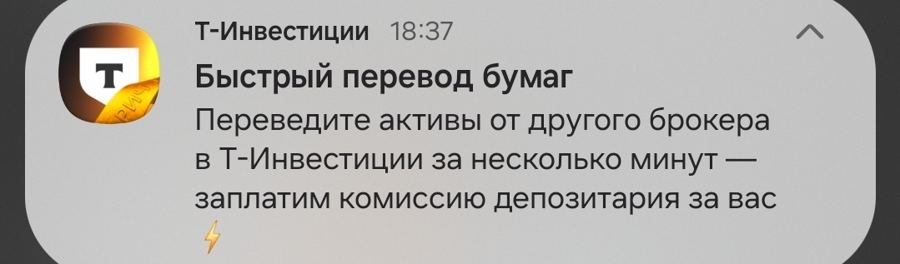 Т-Инвестиции 18:37
Быстрый перевод бумаг
Переведите активы от другого брокера
в Т-Инвестиции за несколько минут —
заплатим комиссию депозитария за вас
⚡
Т